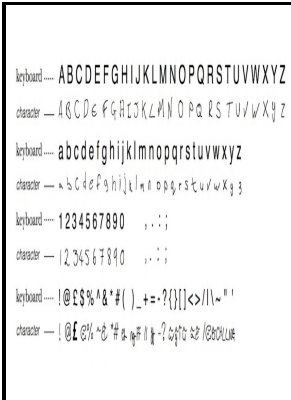 keyboard ----- ABCDEFGHIJKLMNOPQRSTUVWXYZ
character — ABCDEFGHIJKLMNOPQRSTUVWXYZ
keyboard ----- abcdefghijklmnopqrstuvwxyz
character — abcdefghijklmnopqrstuvwxyz
keyboard ----- 1234567890 , . : ;
character — 1234567890 , . : ;
keyboard ----- !@£$%^&*#( )_+=-?{}[]<>/|\~"'
character — !@£